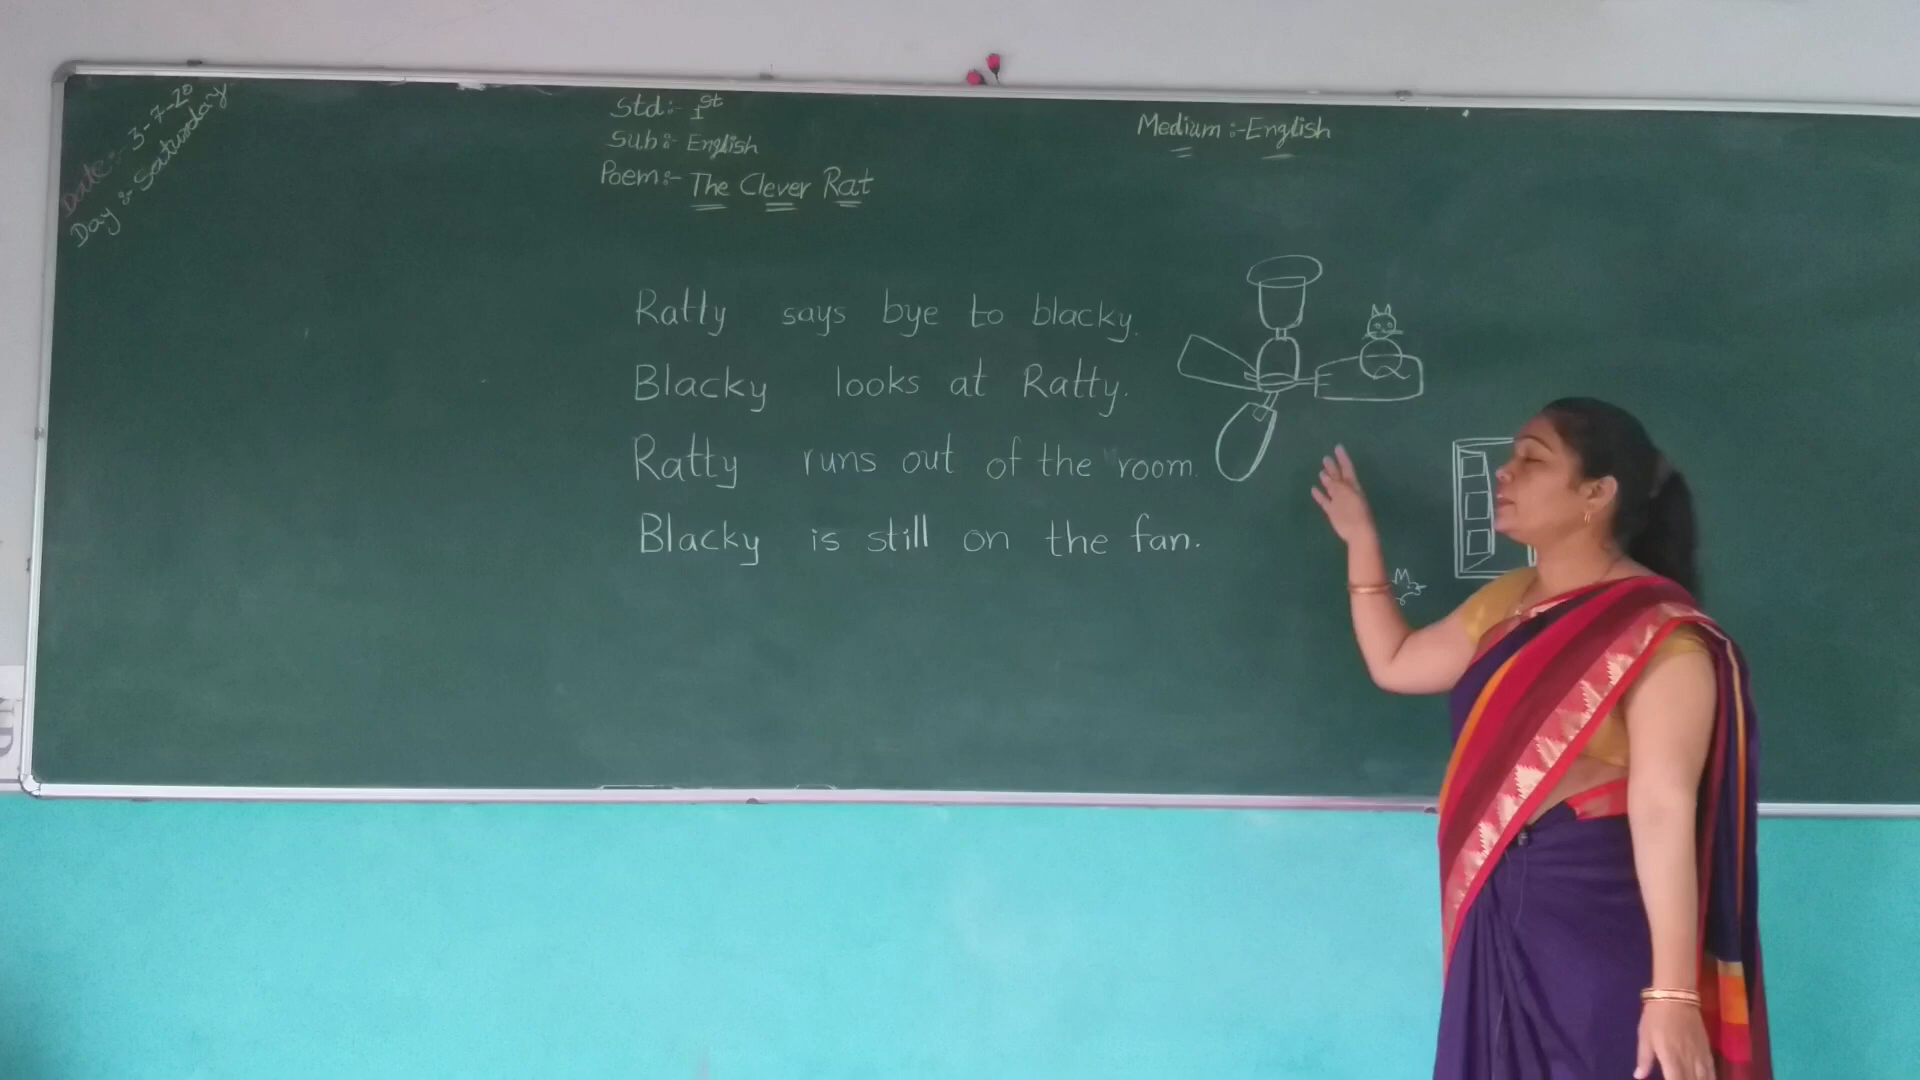 Date:- 3-7-20
Day:- Saturday
Std:- 1st
Sub:- English
Poem:- The Clever Rat
Medium:- English
Ratty says bye to blacky.
Blacky looks at Ratty.
Ratty runs out of the room.
Blacky is still on the fan.